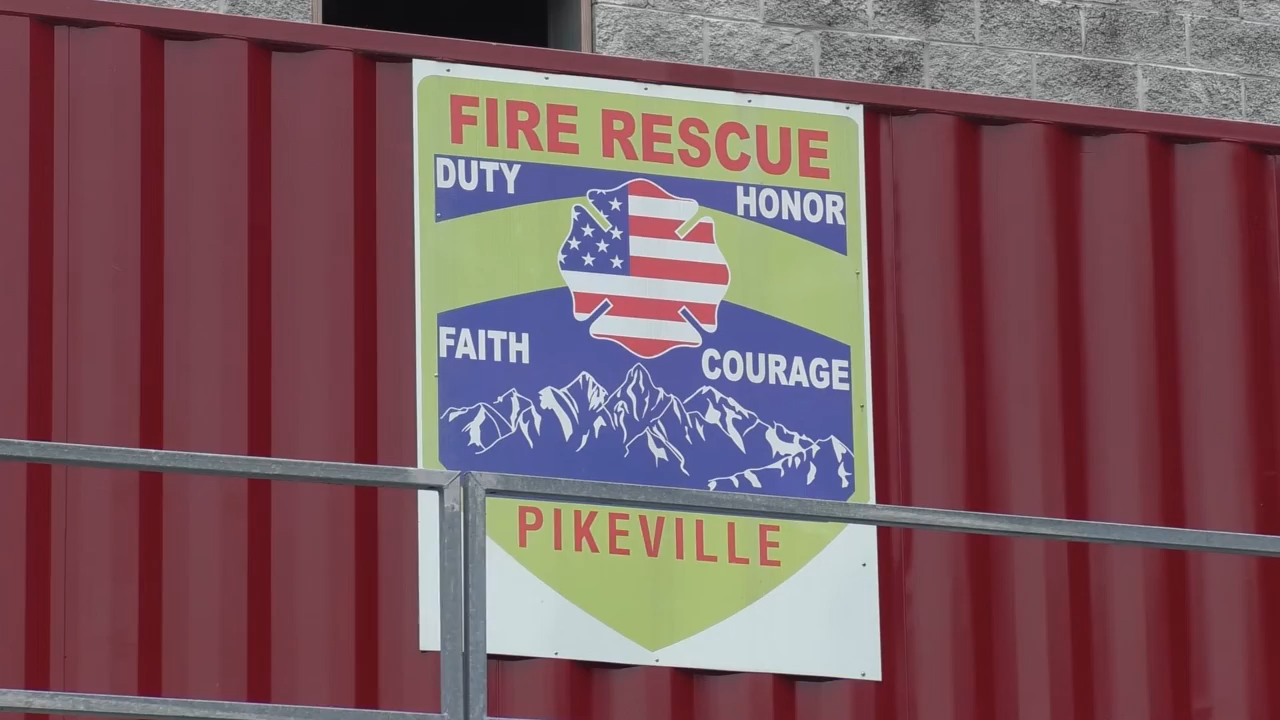 FIRE RESCUE
DUTY
HONOR
FAITH
COURAGE
PIKEVILLE